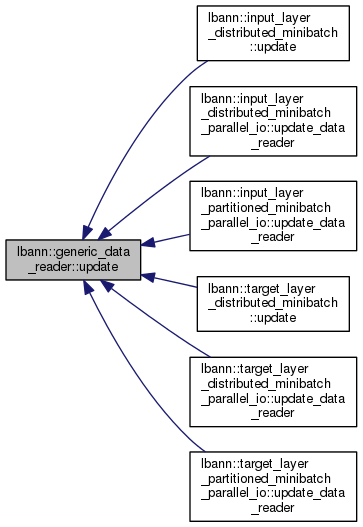 lbann::input_layer
_distributed_minibatch
::update
lbann::input_layer
_distributed_minibatch
_parallel_io::update_data
_reader
lbann::input_layer
_partitioned_minibatch
_parallel_io::update_data
_reader
lbann::generic_data
_reader::update
lbann::target_layer
_distributed_minibatch
::update
lbann::target_layer
_distributed_minibatch
_parallel_io::update_data
_reader
lbann::target_layer
_partitioned_minibatch
_parallel_io::update_data
_reader